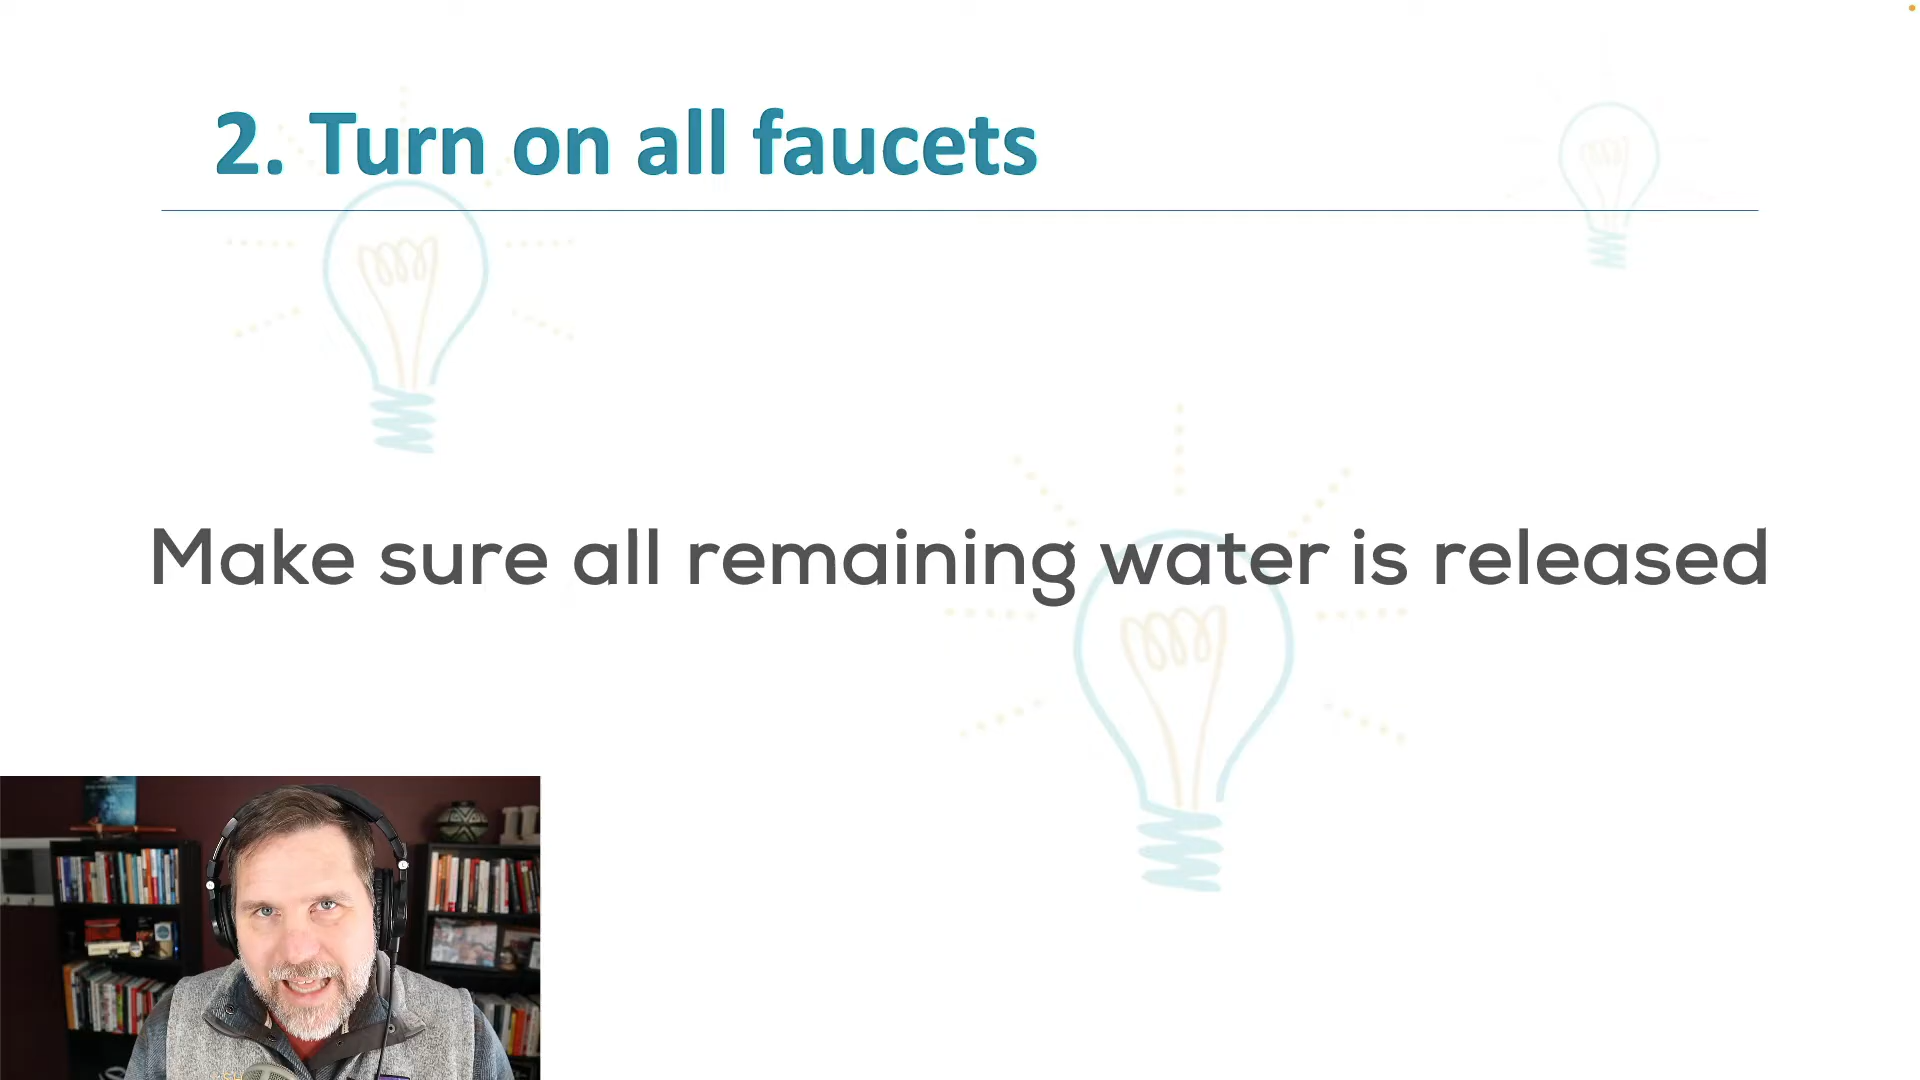 2. Turn on all faucets
Make sure all remaining water is released